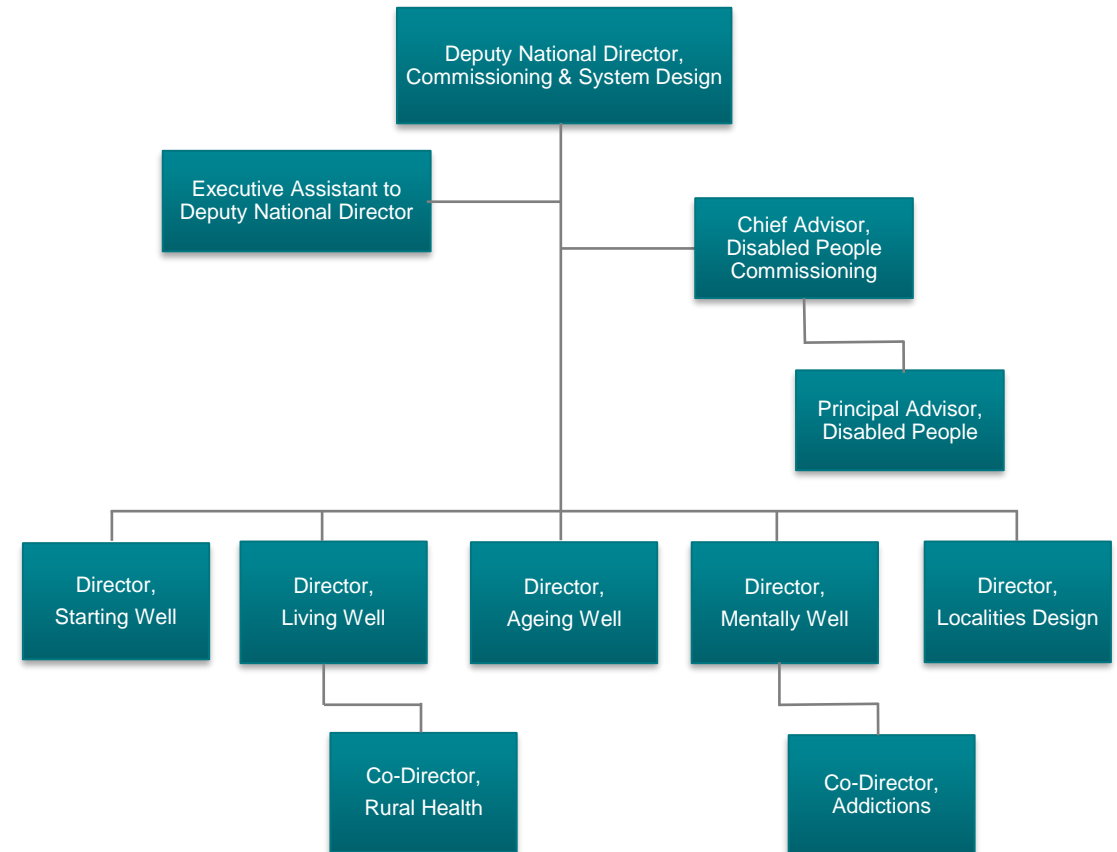 Deputy National Director,
Commissioning & System Design
Executive Assistant to
Deputy National Director
Chief Advisor,
Disabled People
Commissioning
Principal Advisor,
Disabled People
Director,
Starting Well
Director,
Living Well
Director,
Ageing Well
Director,
Mentally Well
Director,
Localities Design
Co-Director,
Rural Health
Co-Director,
Addictions